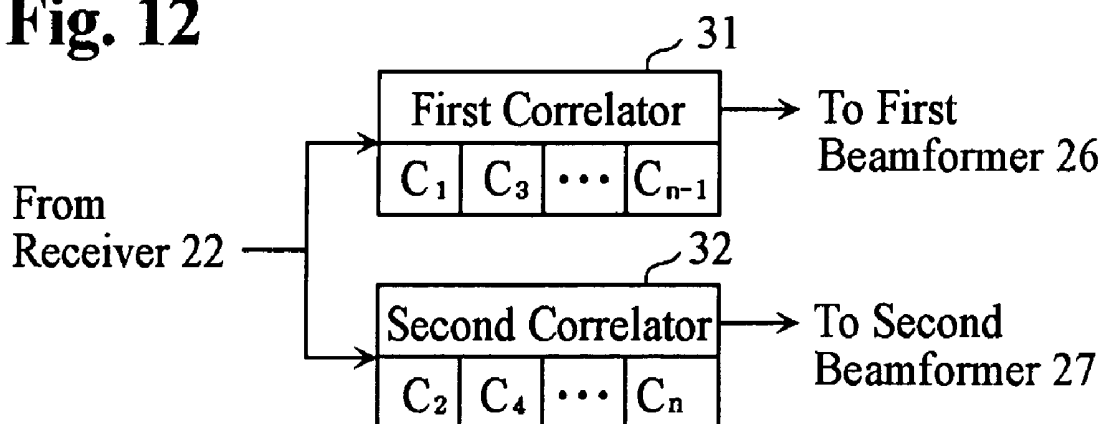 Fig. 12
31
First Correlator
C₁ C₃ ••• Cₙ₋₁
To First
Beamformer 26
From
Receiver 22
32
Second Correlator
C₂ C₄ ••• Cₙ
To Second
Beamformer 27